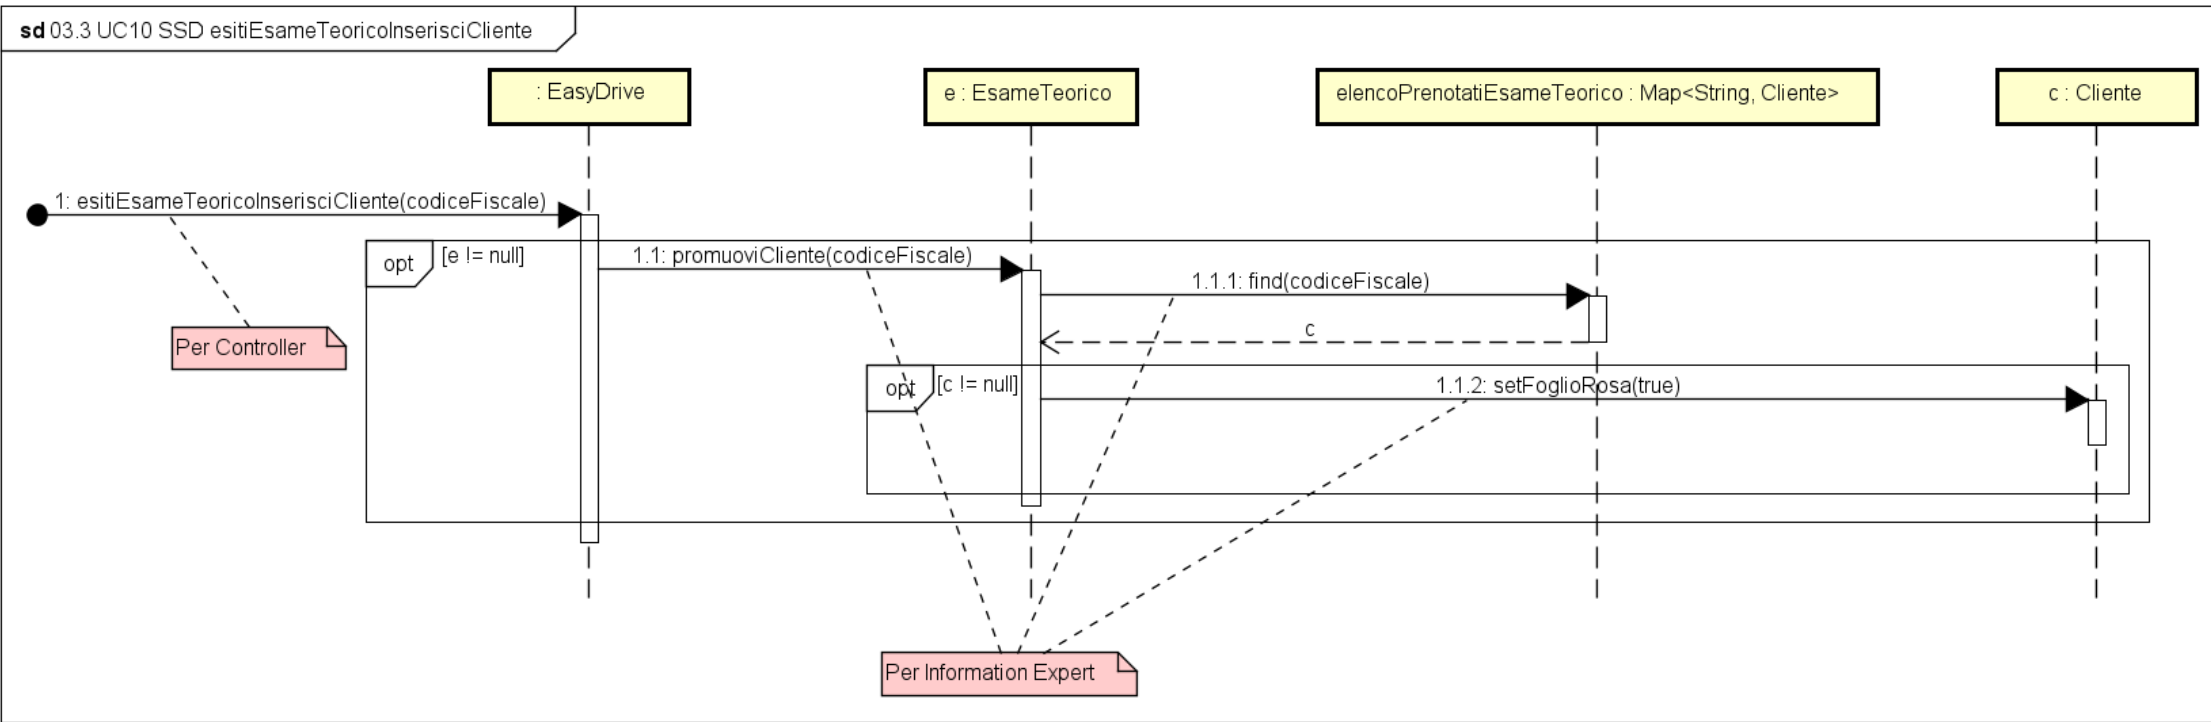 sd 03.3 UC10 SSD esitiEsameTeoricoInserisciCliente
: EasyDrive
e : EsameTeorico
elencoPrenotatiEsameTeorico : Map<String, Cliente>
c : Cliente
1: esitiEsameTeoricoInserisciCliente(codiceFiscale)
opt
[e != null]
1.1: promuoviCliente(codiceFiscale)
1.1.1: find(codiceFiscale)
c
Per Controller
opt
[c != null]
1.1.2: setFoglioRosa(true)
Per Information Expert